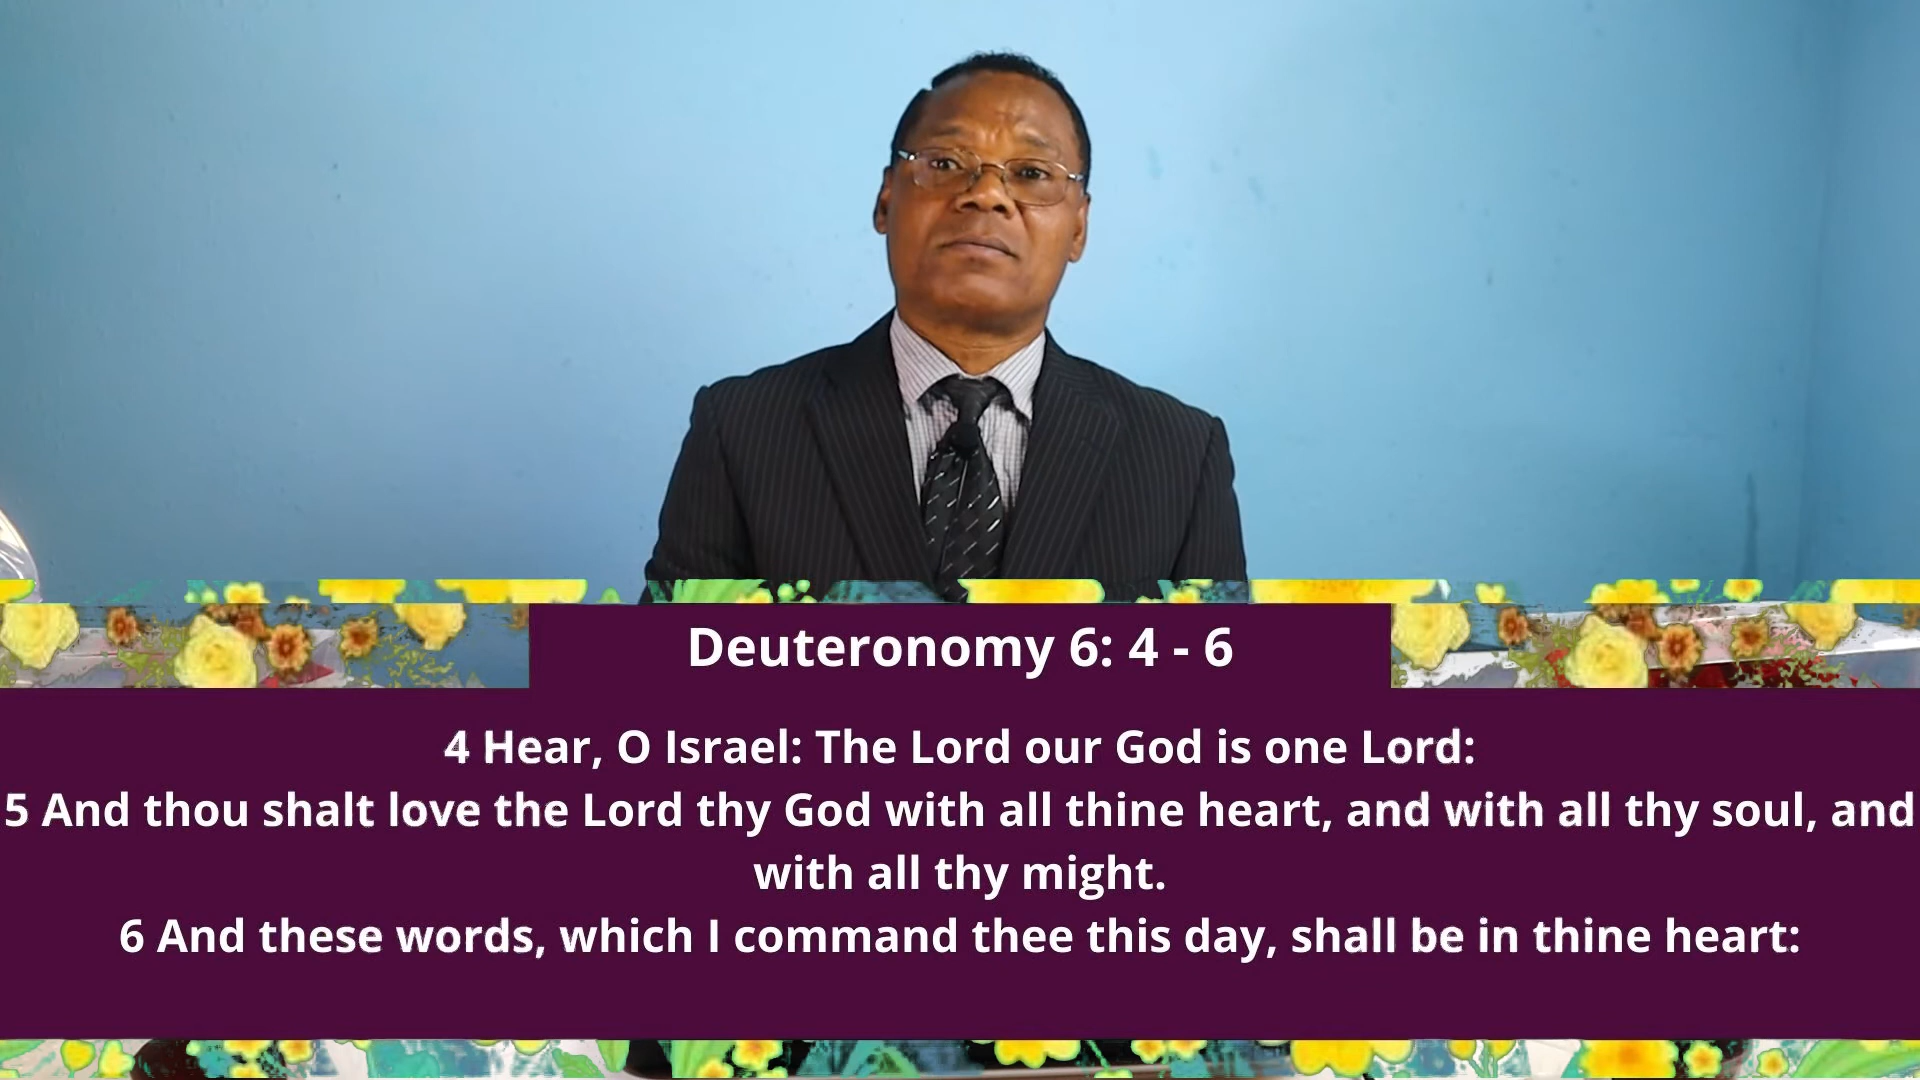 Deuteronomy 6: 4 - 6
4 Hear, O Israel: The Lord our God is one Lord:
5 And thou shalt love the Lord thy God with all thine heart, and with all thy soul, and
with all thy might.
6 And these words, which I command thee this day, shall be in thine heart: